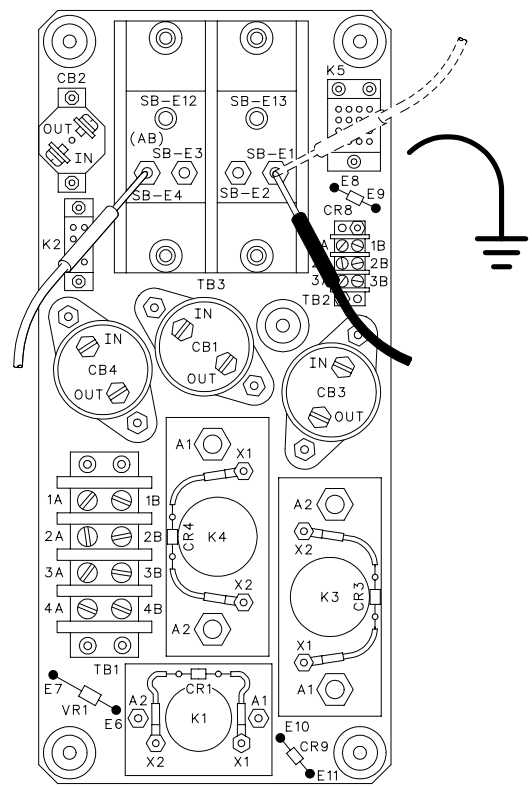 CB2
K5
SB-E12
SB-E13
OUT
(AB)
SB-E3
SB-E1
IN
SB-E4
SB-E2
E8
E9
CR8
K2
1B
2B
3A
3B
TB3
TB2
IN
IN
CB1
IN
CB4
OUT
CB3
OUT
OUT
A1
X1
1A
1B
A2
2A
2B
CR4
K4
X2
3A
3B
X2
CR3
K3
4A
4B
A2
X1
TB1
A1
E7
CR1
VR1
A2
A1
E6
K1
E10
CR9
X2
X1
E11